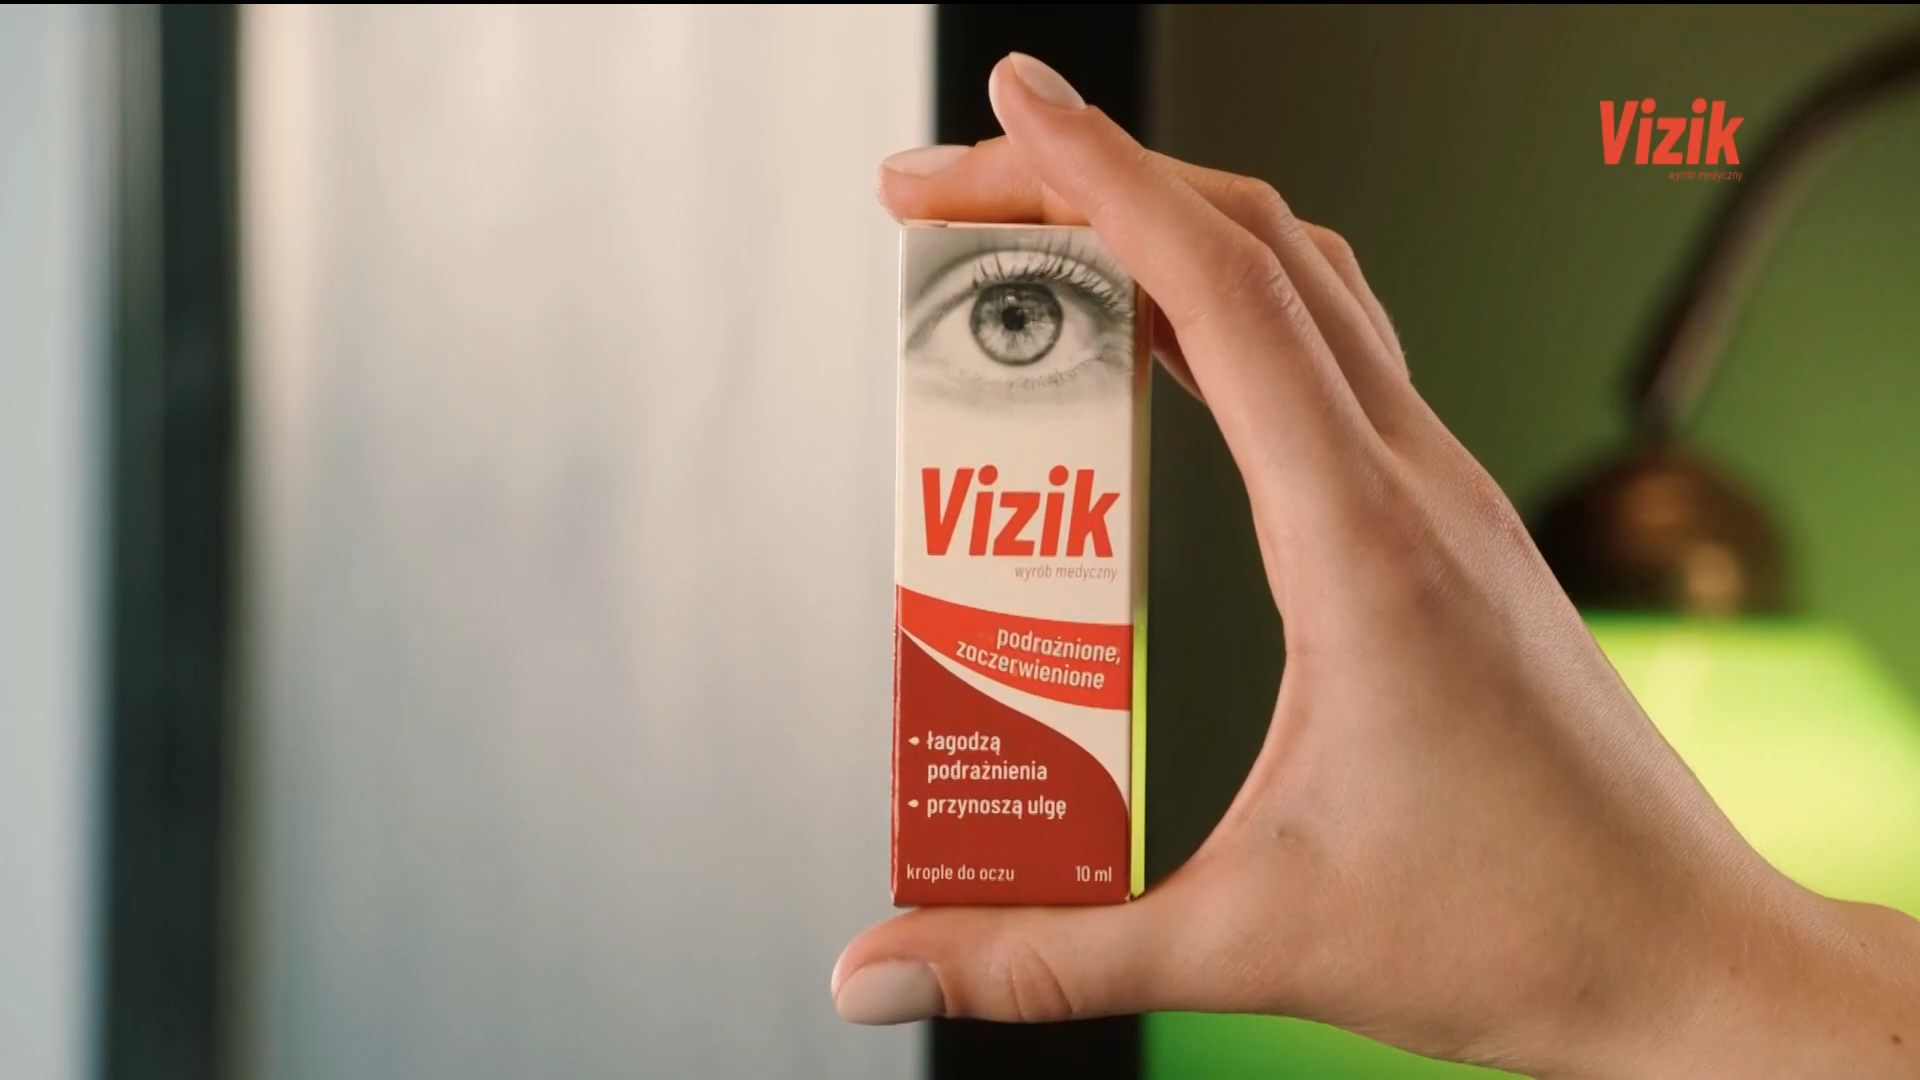 Vizik
wyrób medyczny
Vizik
wyrób medyczny
podrażnione,
zaczerwienione
łagodzą
podrażnienia
przynoszą ulgę
krople do oczu 10 ml